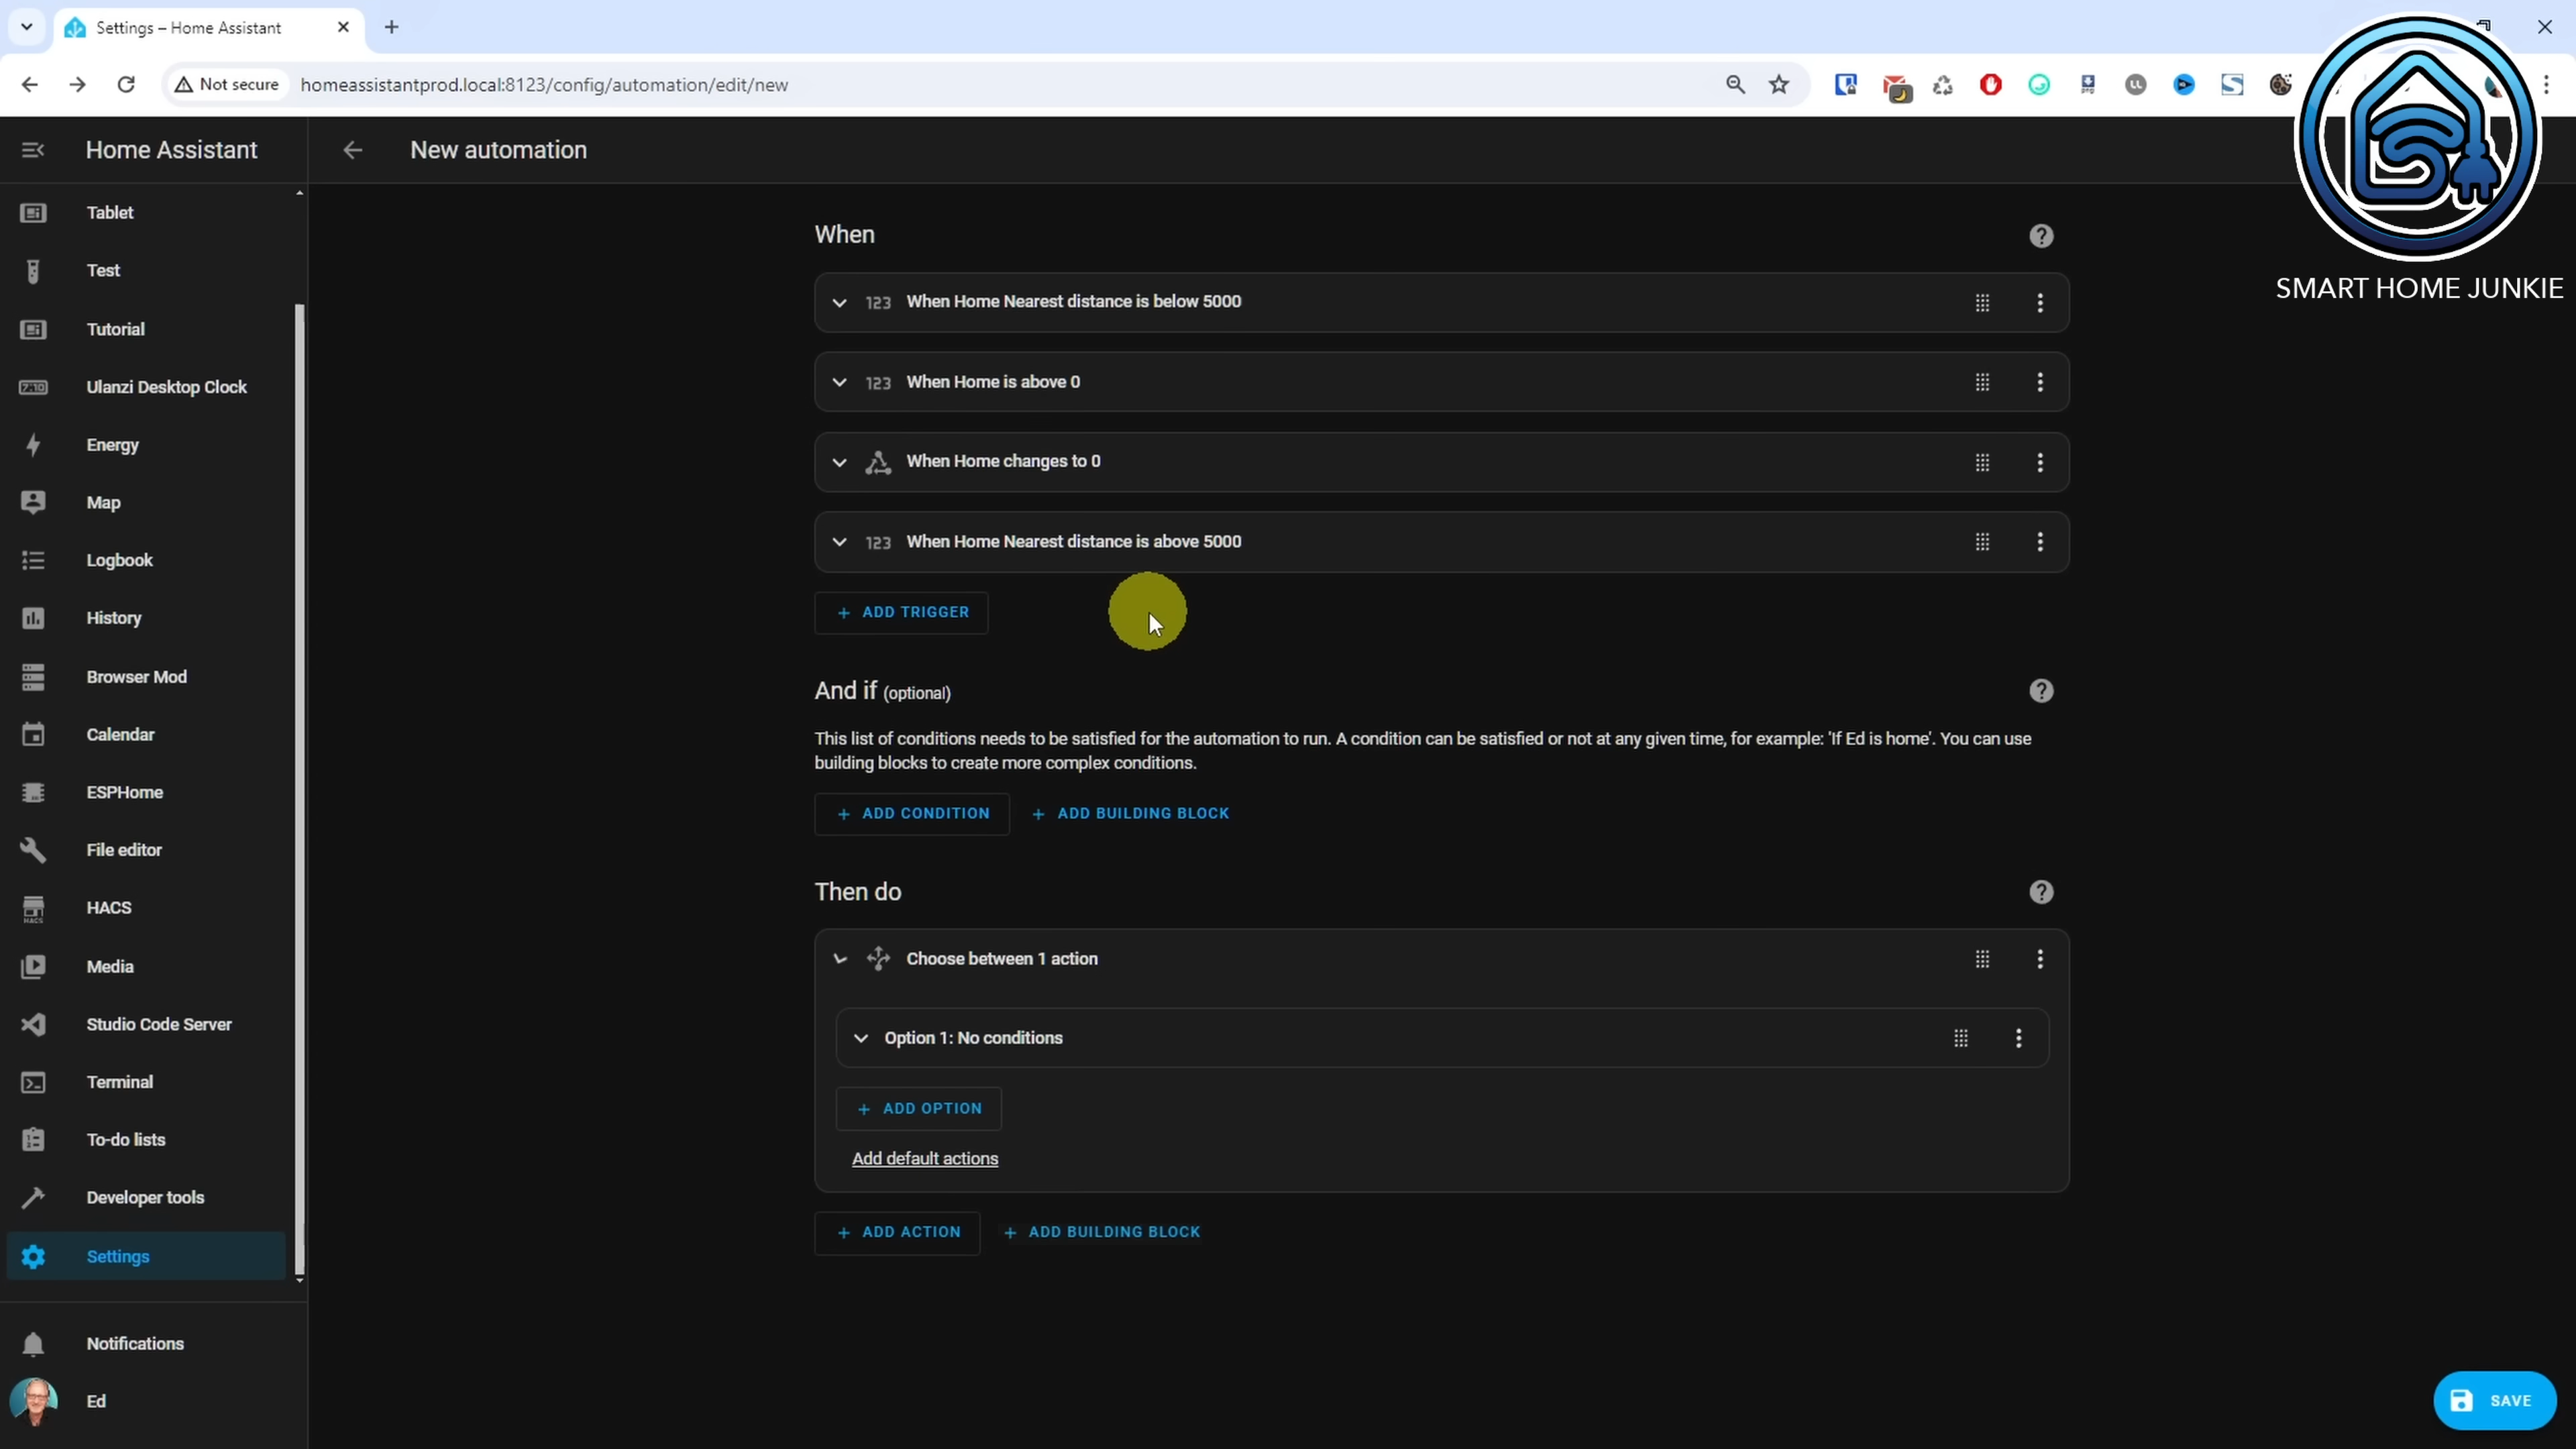 Settings – Home Assistant
Not secure
homeassistantprod.local:8123/config/automation/edit/new
Home Assistant
New automation
SMART HOME JUNKIE
Tablet
Test
Tutorial
Ulanzi Desktop Clock
Energy
Map
Logbook
History
Browser Mod
Calendar
ESPHome
File editor
HACS
Media
Studio Code Server
Terminal
To-do lists
Developer tools
Settings
Notifications
Ed
When
123 When Home Nearest distance is below 5000
123 When Home is above 0
When Home changes to 0
123 When Home Nearest distance is above 5000
+ ADD TRIGGER
And if (optional)
This list of conditions needs to be satisfied for the automation to run. A condition can be satisfied or not at any given time, for example: 'If Ed is home'. You can use
building blocks to create more complex conditions.
+ ADD CONDITION + ADD BUILDING BLOCK
Then do
Choose between 1 action
Option 1: No conditions
+ ADD OPTION
Add default actions
+ ADD ACTION + ADD BUILDING BLOCK
SAVE